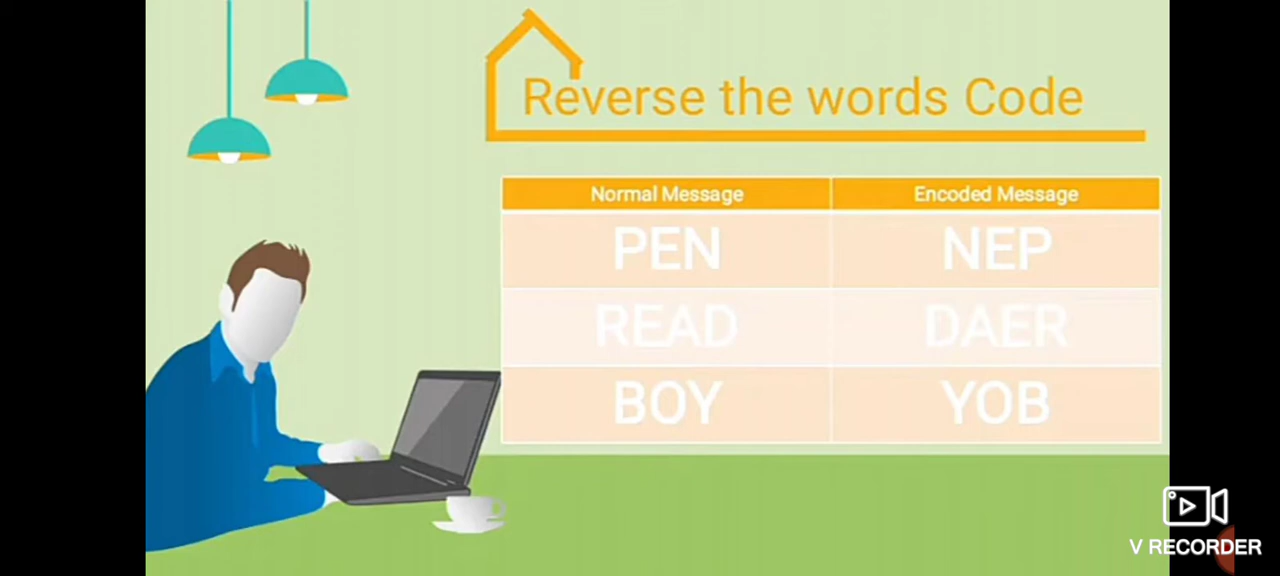 Reverse the words Code
Normal Message Encoded Message
PEN NEP
READ DAER
BOY YOB
V RECORDER